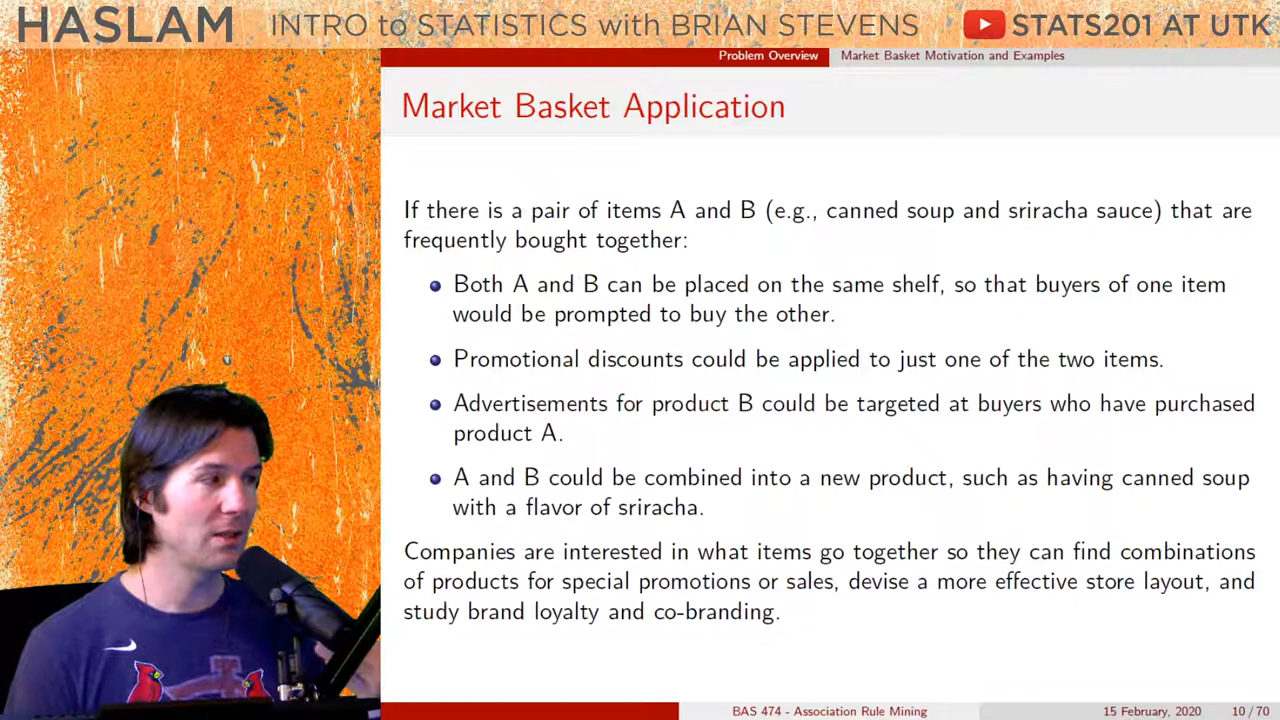 HASLAM INTRO to STATISTICS with BRIAN STEVENS STATS201 AT UTK
Problem Overview Market Basket Motivation and Examples
Market Basket Application
If there is a pair of items A and B (e.g., canned soup and sriracha sauce) that are
frequently bought together:
Both A and B can be placed on the same shelf, so that buyers of one item
would be prompted to buy the other.
Promotional discounts could be applied to just one of the two items.
Advertisements for product B could be targeted at buyers who have purchased
product A.
A and B could be combined into a new product, such as having canned soup
with a flavor of sriracha.
Companies are interested in what items go together so they can find combinations
of products for special promotions or sales, devise a more effective store layout, and
study brand loyalty and co-branding.
BAS 474 - Association Rule Mining 15 February, 2020 10 / 70